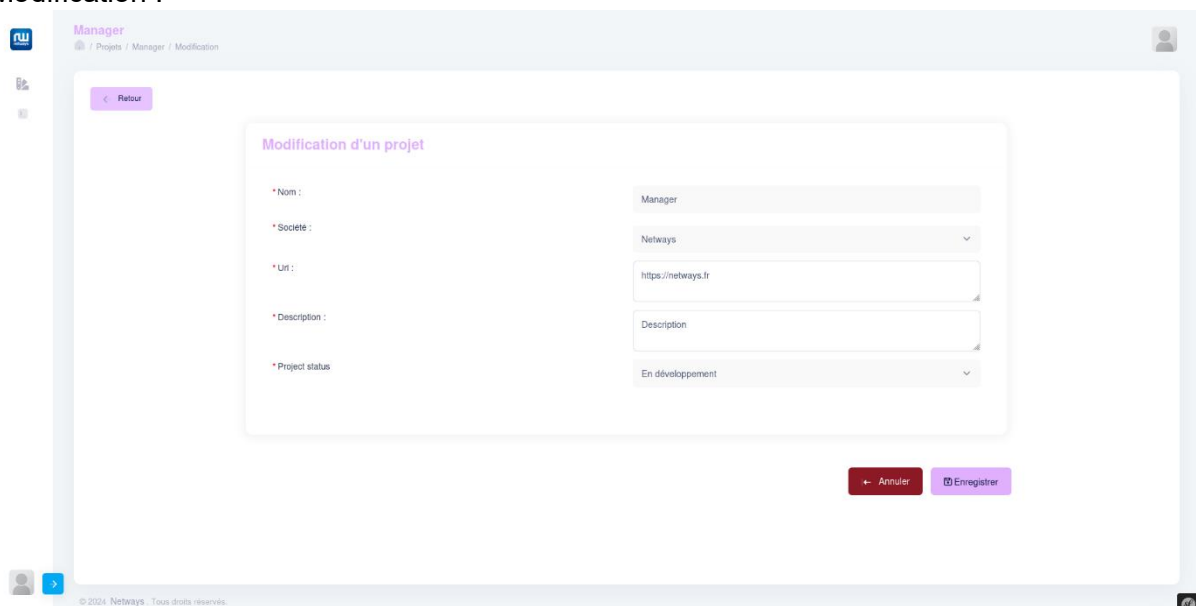 Modification :
Manager
/ Projets / Manager / Modification
Retour
Modification d'un projet
* Nom :
Manager
* Société :
Netways
* Url :
https://netways.fr
* Description :
Description
* Project status
En développement
Annuler
Enregistrer
© 2024 Netways . Tous droits réservés.